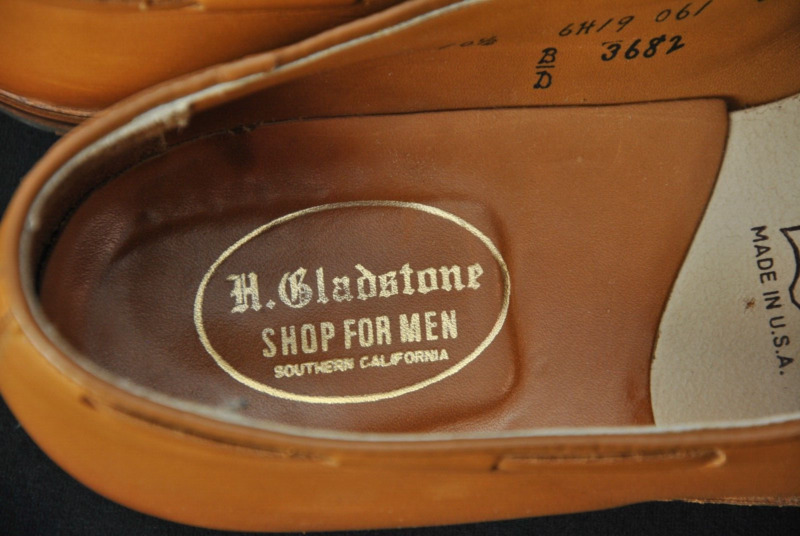 6H19 061
B
D
3682
H. Gladstone
SHOP FOR MEN
SOUTHERN CALIFORNIA
MADE IN U.S.A.